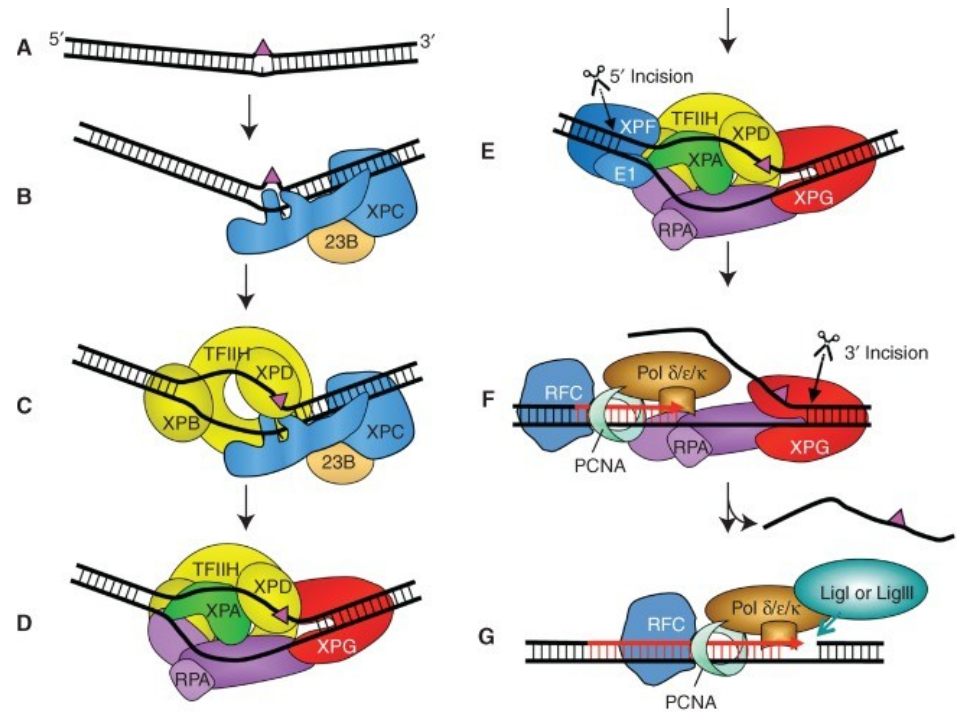 A
5′
3′
B
XPC
23B
C
TFIIH
XPD
XPB
XPC
23B
D
TFIIH
XPD
XPA
XPG
RPA
E
5′ Incision
XPF
TFIIH
XPD
XPA
E1
XPG
RPA
F
3′ Incision
Pol δ/ε/κ
RFC
RPA
XPG
PCNA
G
LigI or LigIII
Pol δ/ε/κ
RFC
PCNA